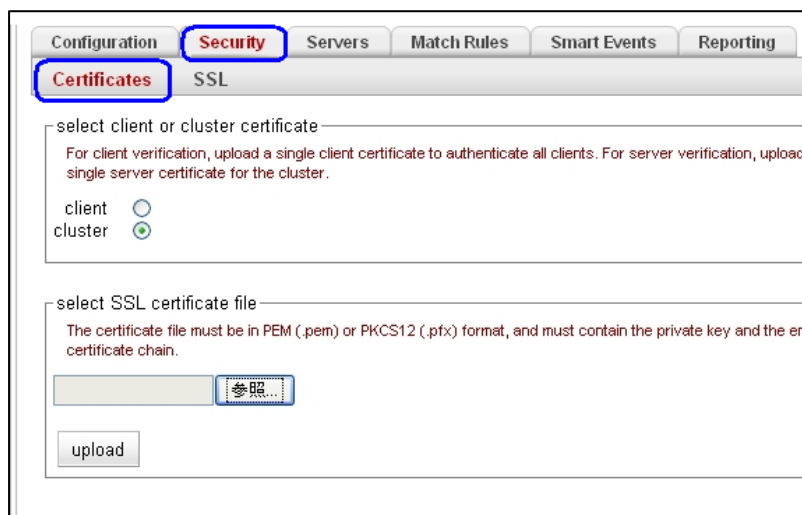 Configuration Security Servers Match Rules Smart Events Reporting
Certificates SSL
select client or cluster certificate
For client verification, upload a single client certificate to authenticate all clients. For server verification, upload
single server certificate for the cluster.
client
cluster
select SSL certificate file
The certificate file must be in PEM (.pem) or PKCS12 (.pfx) format, and must contain the private key and the
certificate chain.
参照...
upload